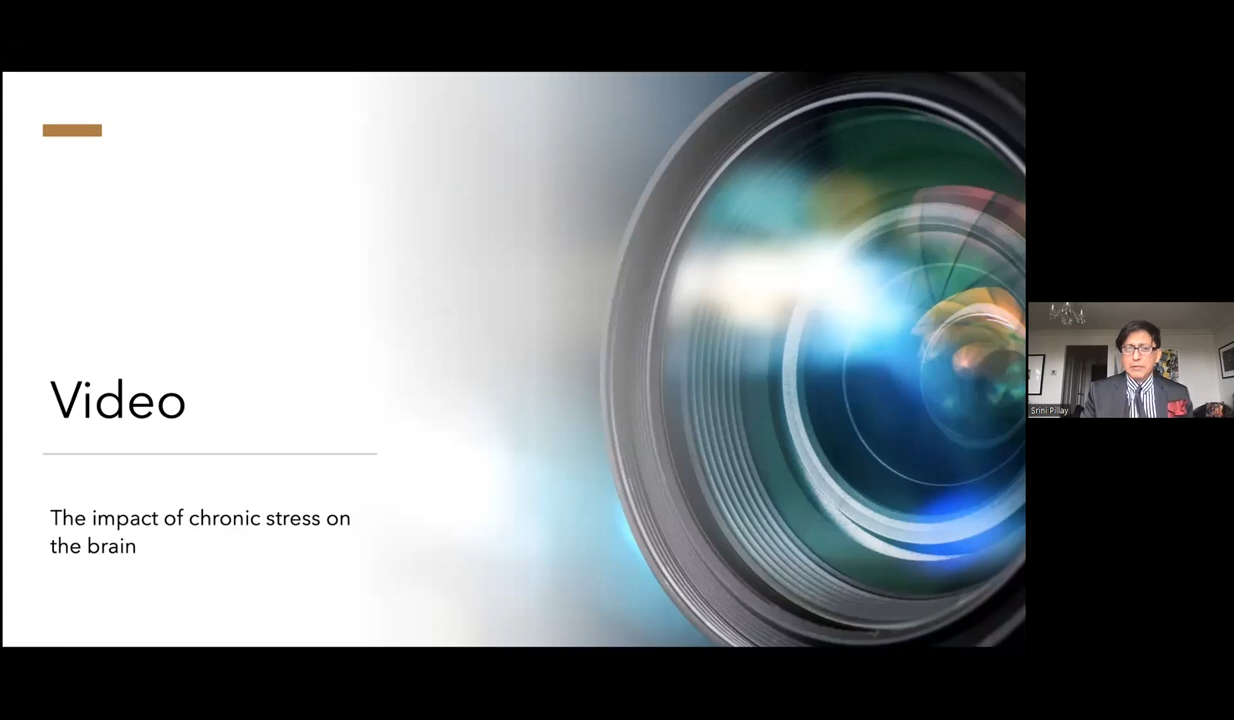 Video
The impact of chronic stress on
the brain
Srini Pillay